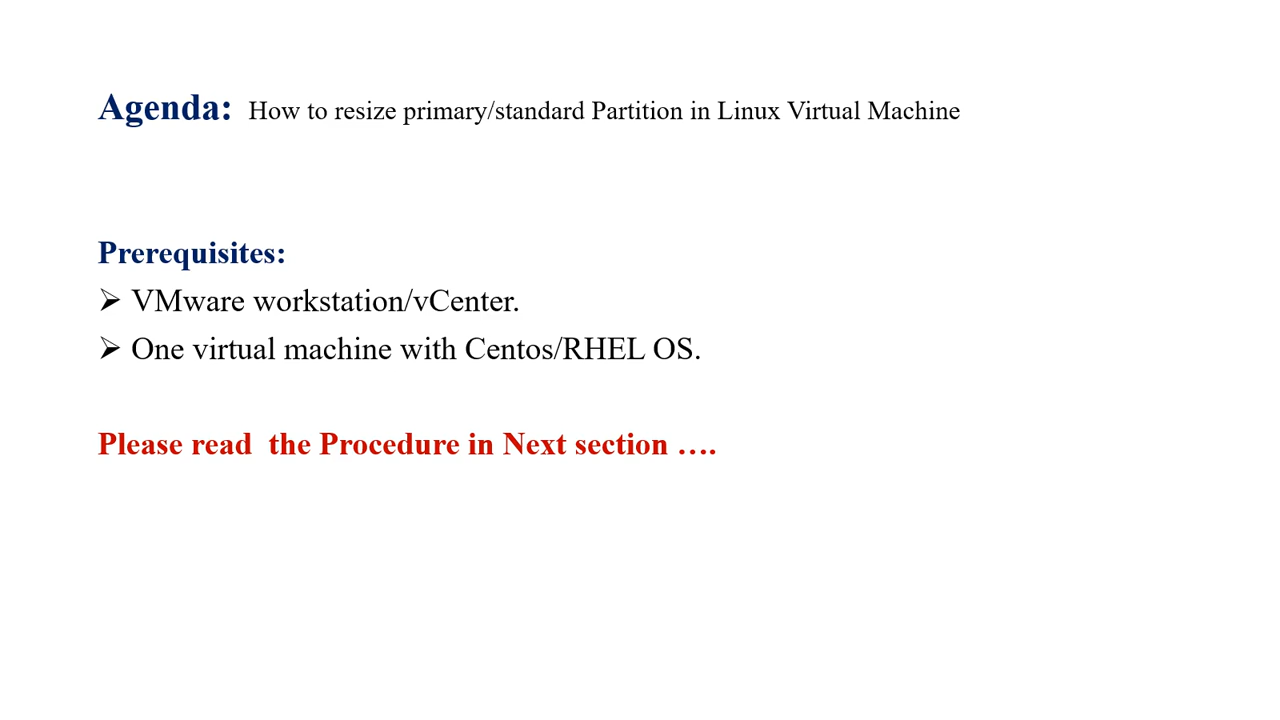 Agenda: How to resize primary/standard Partition in Linux Virtual Machine
Prerequisites:
➢ VMware workstation/vCenter.
➢ One virtual machine with Centos/RHEL OS.
Please read  the Procedure in Next section ….